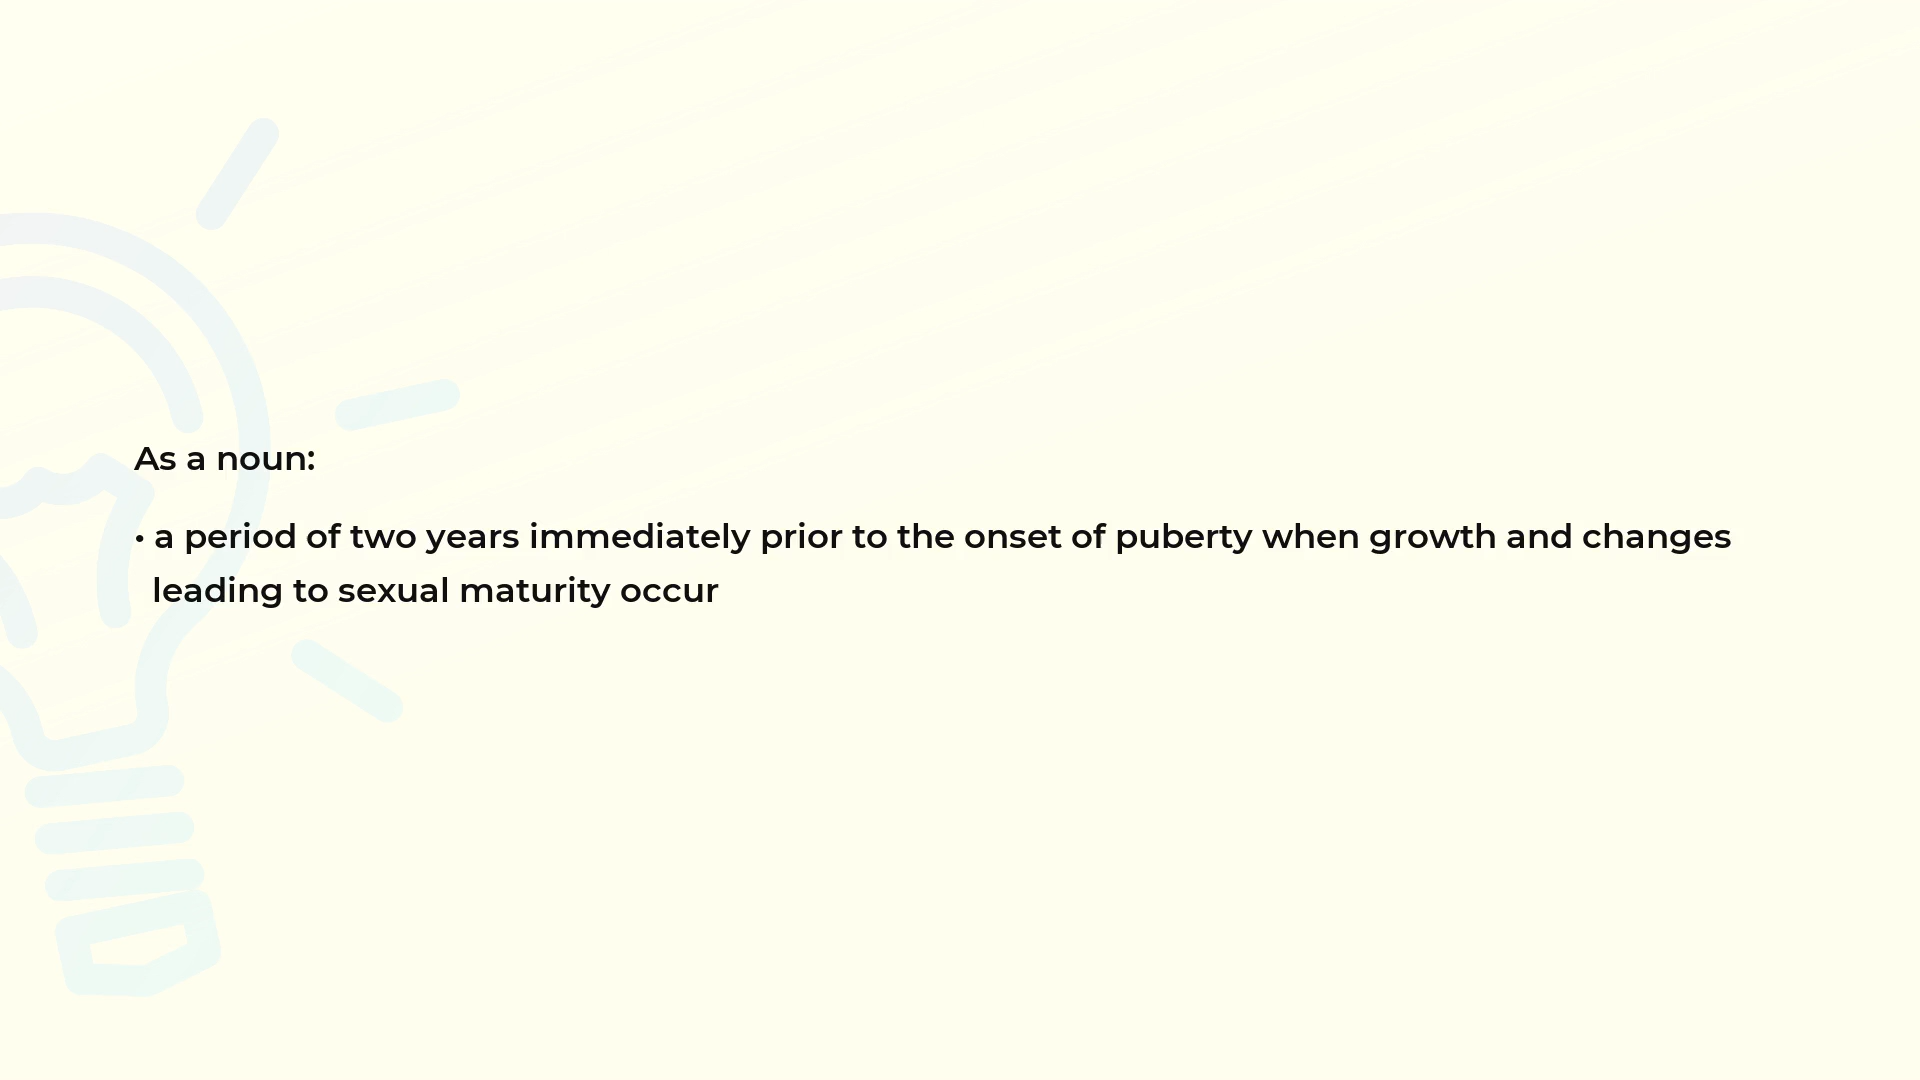 As a noun:
• a period of two years immediately prior to the onset of puberty when growth and changes
leading to sexual maturity occur